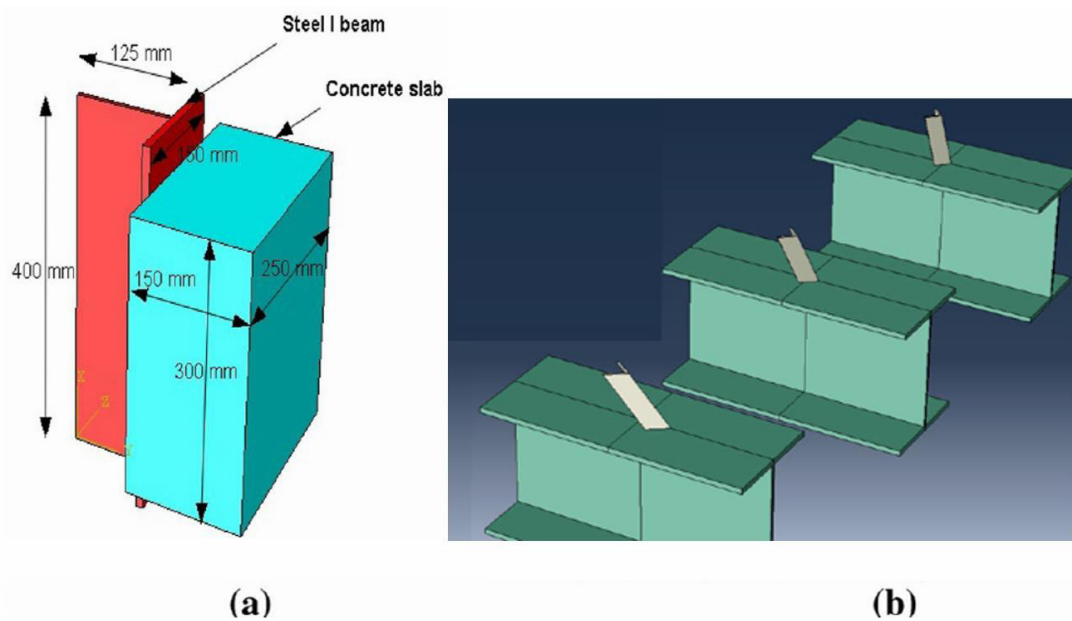 Steel I beam
125 mm
Concrete slab
150 mm
400 mm
150 mm
250 mm
300 mm
X
Z
Y
(a)
(b)